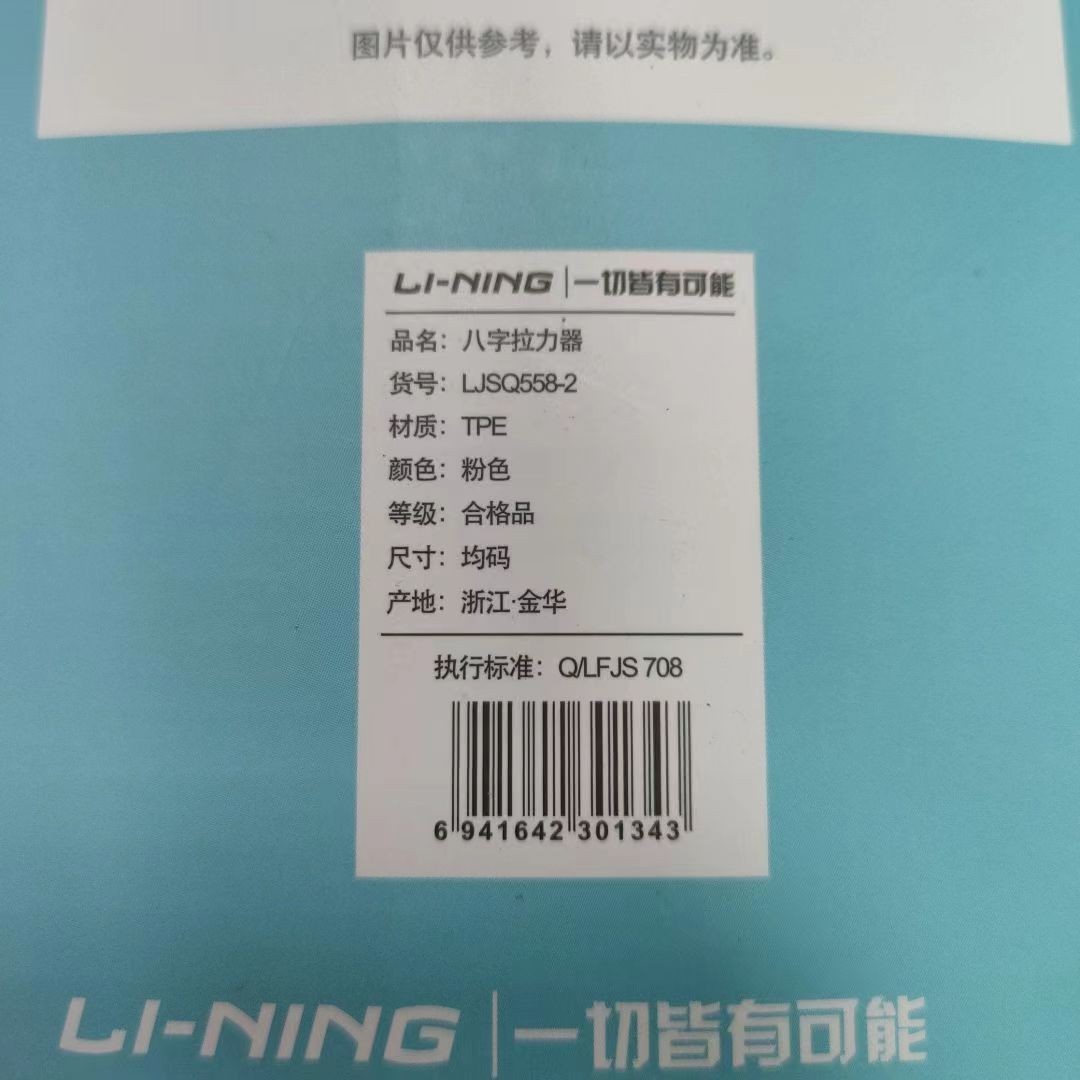 图片仅供参考，请以实物为准。
LI-NING | 一切皆有可能
品名：八字拉力器
货号：LJSQ558-2
材质：TPE
颜色：粉色
等级：合格品
尺寸：均码
产地：浙江·金华
执行标准：Q/LFJS 708
6 941642 301343
LI-NING | 一切皆有可能